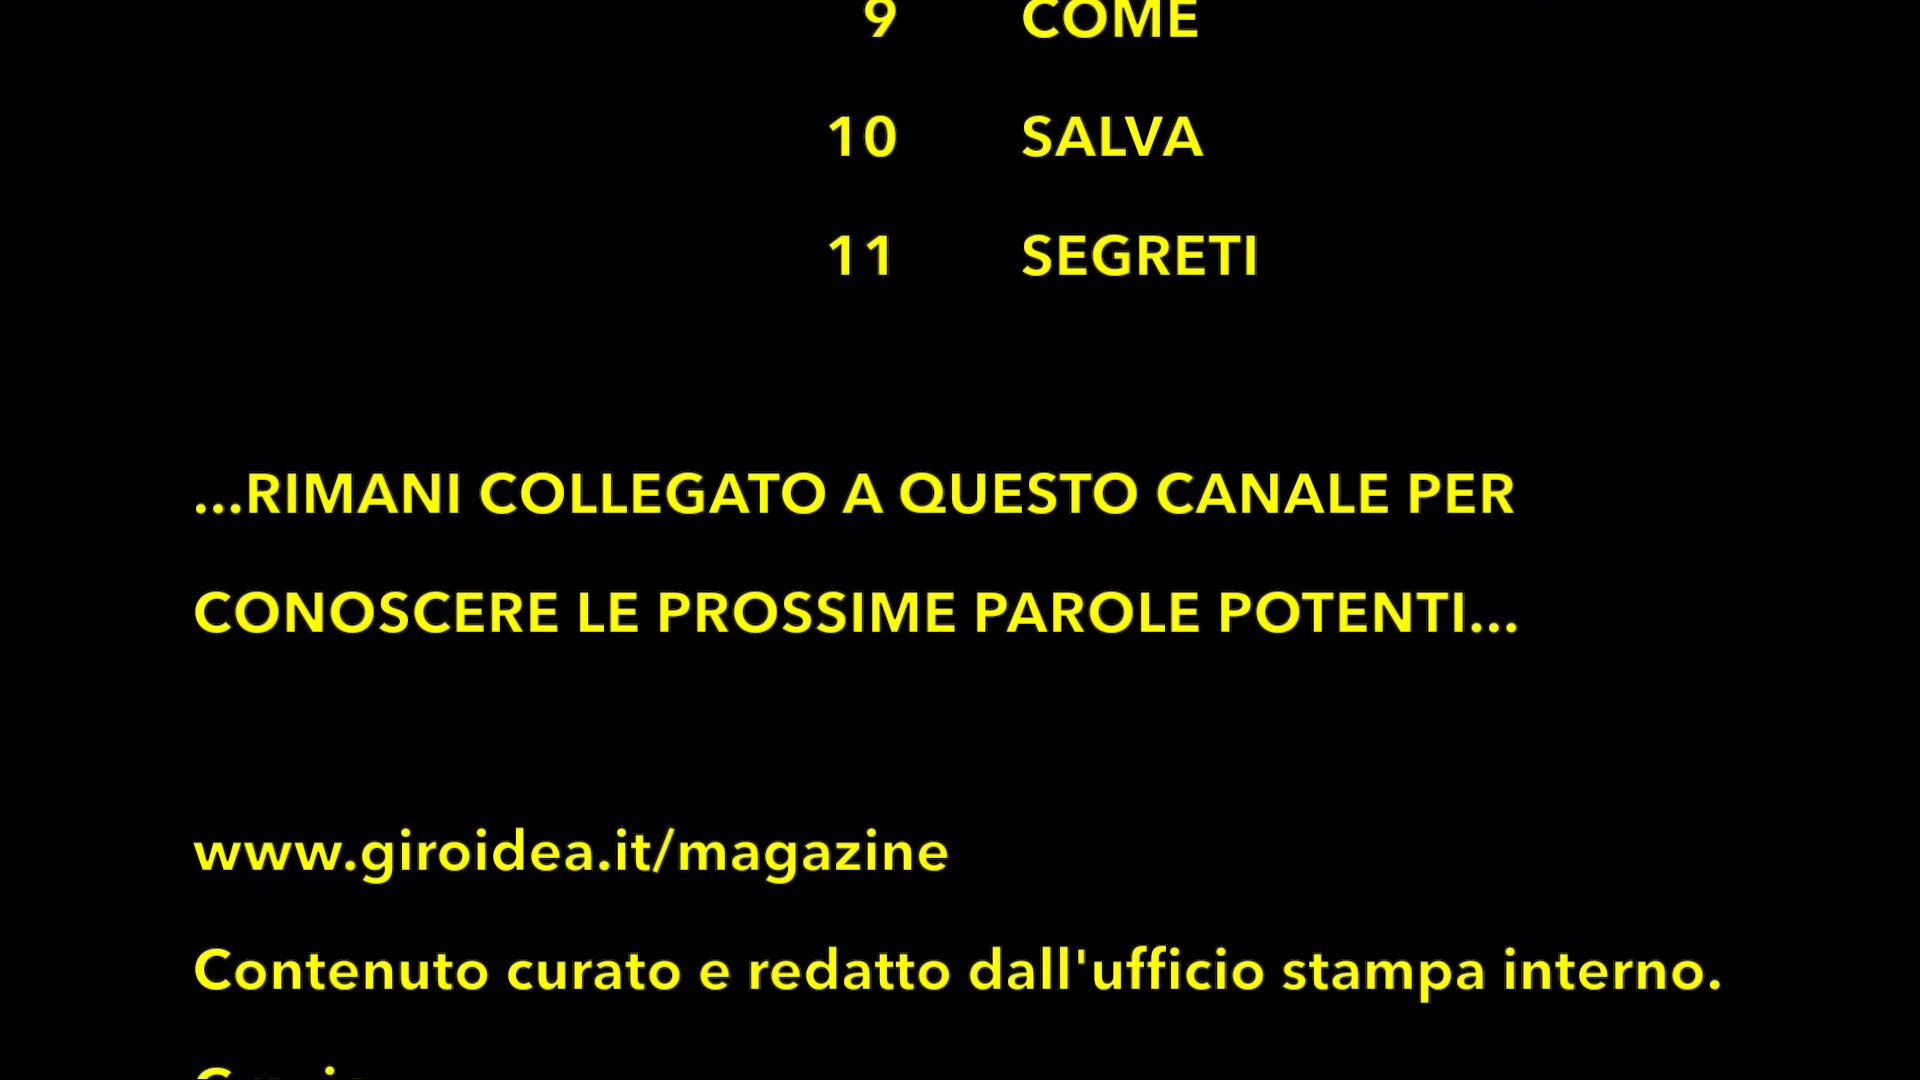 9 COME
10 SALVA
11 SEGRETI
...RIMANI COLLEGATO A QUESTO CANALE PER
CONOSCERE LE PROSSIME PAROLE POTENTI...
www.giroidea.it/magazine
Contenuto curato e redatto dall'ufficio stampa interno.